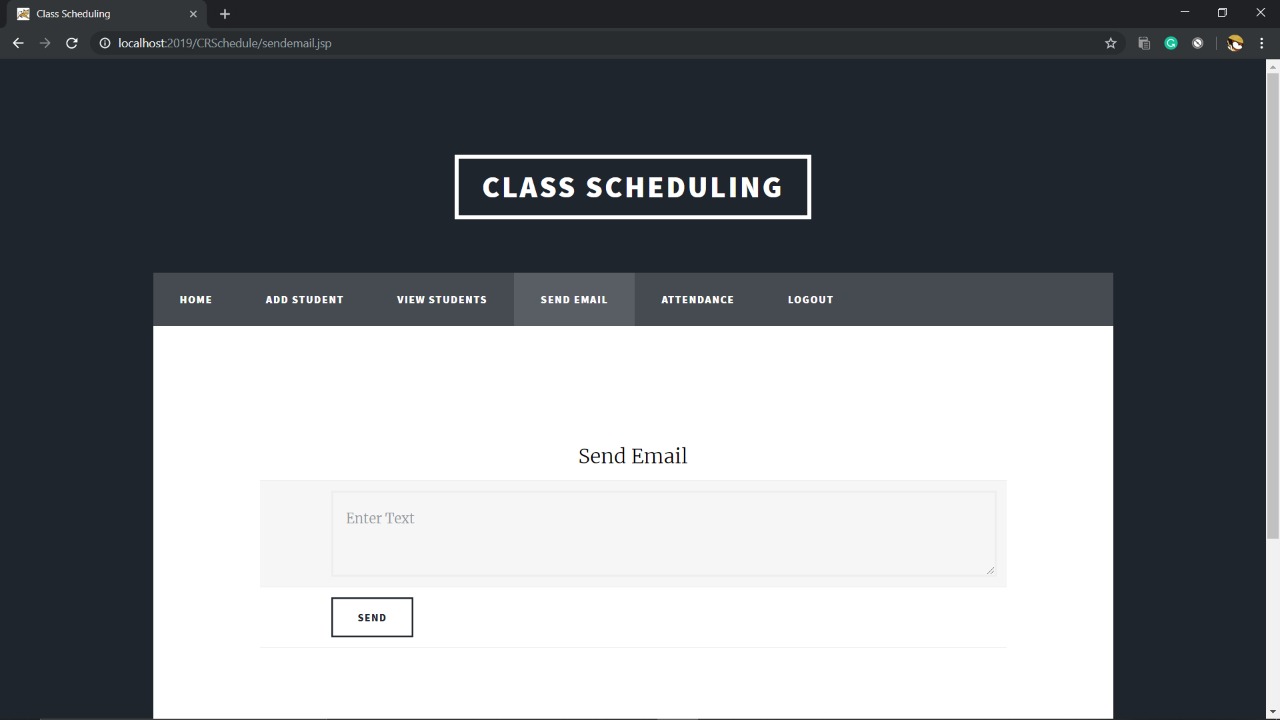 Class Scheduling
localhost:2019/CRSchedule/sendemail.jsp
CLASS SCHEDULING
HOME ADD STUDENT VIEW STUDENTS SEND EMAIL ATTENDANCE LOGOUT
Send Email
Enter Text
SEND